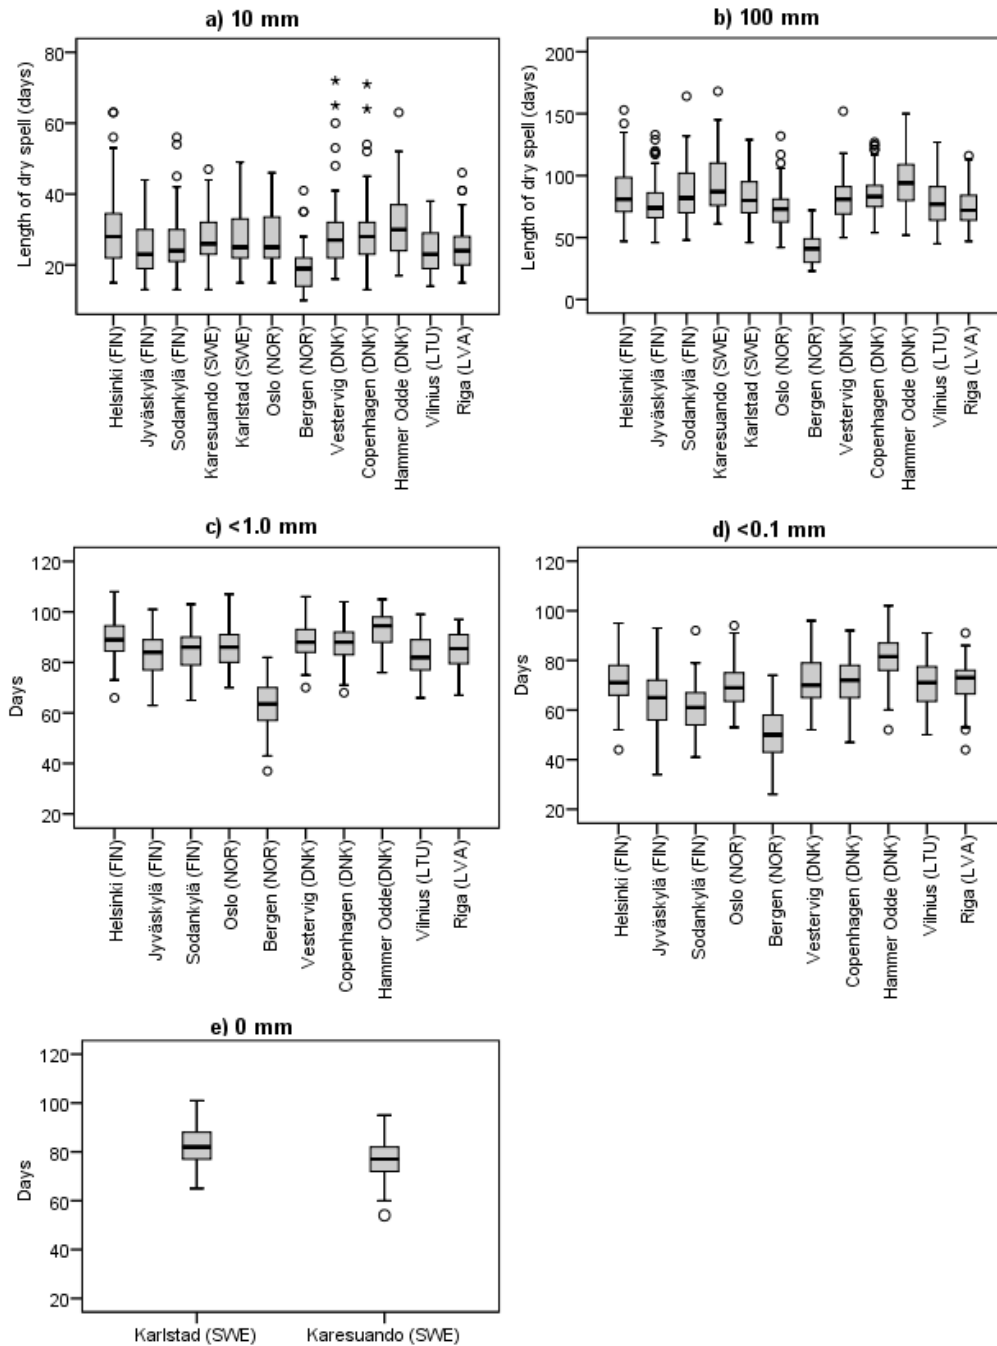 a) 10 mm
Length of dry spell (days)
80
60
40
20
Helsinki (FIN)
Jyväskylä (FIN)
Sodankylä (FIN)
Karesuando (SWE)
Karlstad (SWE)
Oslo (NOR)
Bergen (NOR)
Vestervig (DNK)
Copenhagen (DNK)
Hammer Odde (DNK)
Vilnius (LTU)
Riga (LVA)
b) 100 mm
Length of dry spell (days)
200
150
100
50
0
Helsinki (FIN)
Jyväskylä (FIN)
Sodankylä (FIN)
Karesuando (SWE)
Karlstad (SWE)
Oslo (NOR)
Bergen (NOR)
Vestervig (DNK)
Copenhagen (DNK)
Hammer Odde (DNK)
Vilnius (LTU)
Riga (LVA)
c) <1.0 mm
Days
120
100
80
60
40
20
Helsinki (FIN)
Jyväskylä (FIN)
Sodankylä (FIN)
Oslo (NOR)
Bergen (NOR)
Vestervig (DNK)
Copenhagen (DNK)
Hammer Odde(DNK)
Vilnius (LTU)
Riga (LVA)
d) <0.1 mm
Days
120
100
80
60
40
20
Helsinki (FIN)
Jyväskylä (FIN)
Sodankylä (FIN)
Oslo (NOR)
Bergen (NOR)
Vestervig (DNK)
Copenhagen (DNK)
Hammer Odde (DNK)
Vilnius (LTU)
Riga (LVA)
e) 0 mm
Days
120
100
80
60
40
20
Karlstad (SWE)
Karesuando (SWE)